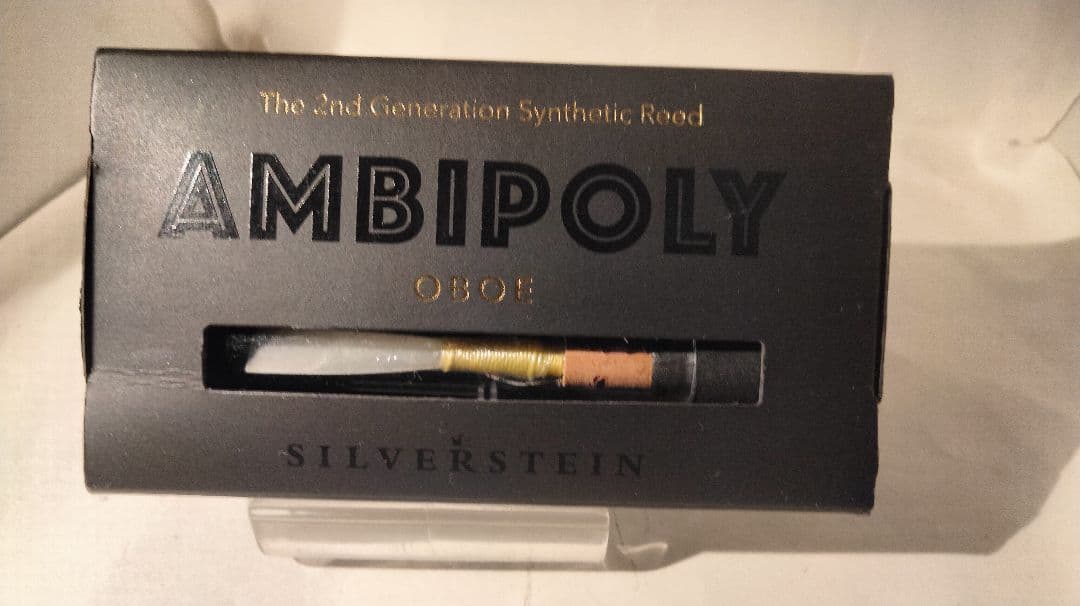 The 2nd Generation Synthetic Reed
AMBIPOLY
OBOE
SILVERSTEIN